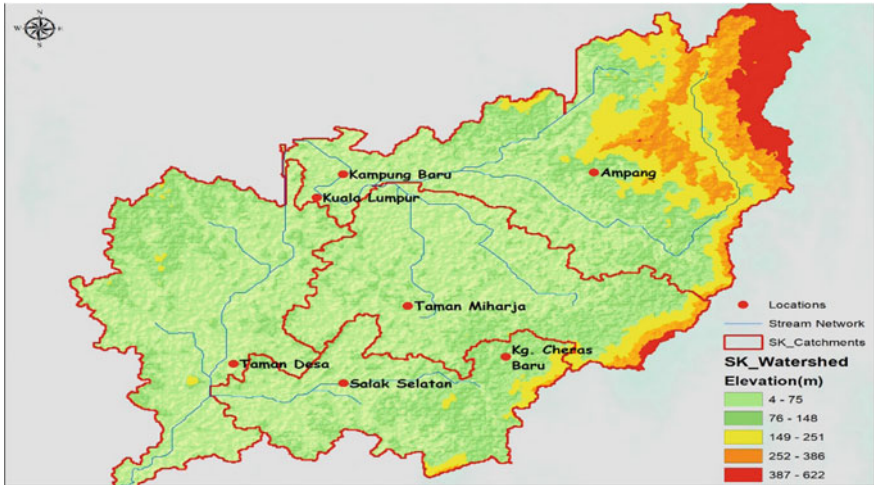 N
W E
S
Kampung Baru
Ampang
Kuala Lumpur
Taman Miharja
Kg. Cheras
Baru
Taman Desa
Salak Selatan
Locations
Stream Network
SK_Catchments
SK_Watershed
Elevation(m)
4 - 75
76 - 148
149 - 251
252 - 386
387 - 622